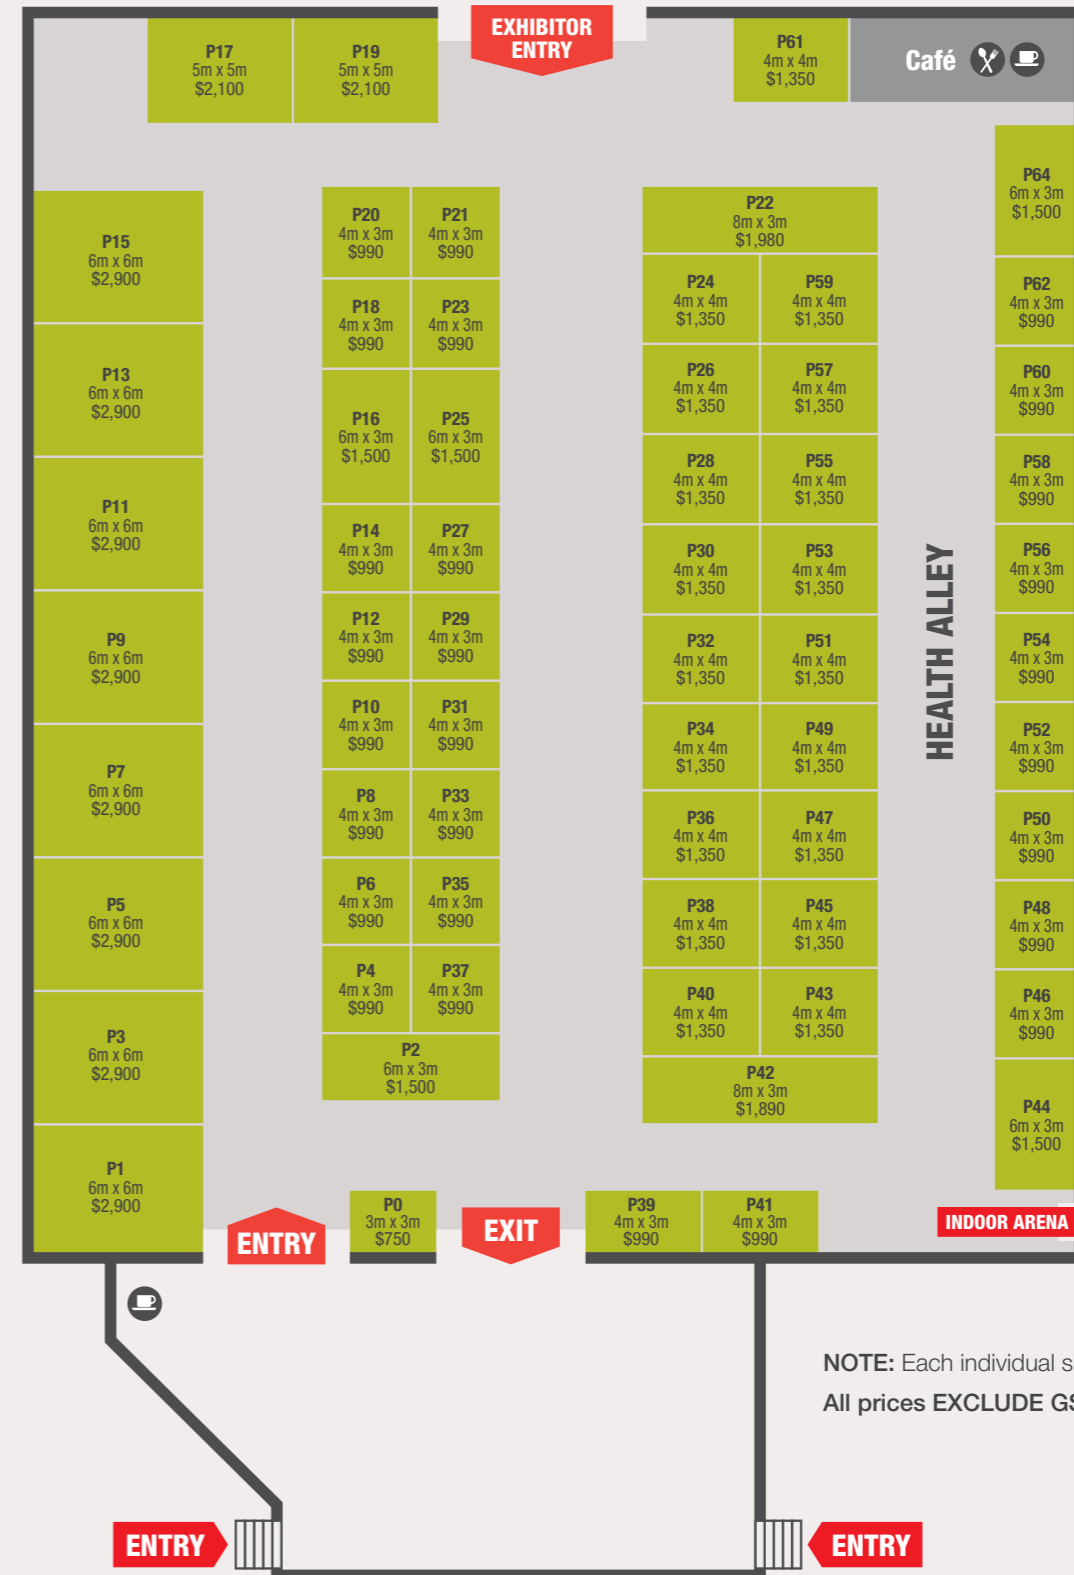 EXHIBITOR
ENTRY
P17
5m x 5m
$2,100
P19
5m x 5m
$2,100
P61
4m x 4m
$1,350
Café
P15
6m x 6m
$2,900
P13
6m x 6m
$2,900
P11
6m x 6m
$2,900
P9
6m x 6m
$2,900
P7
6m x 6m
$2,900
P5
6m x 6m
$2,900
P3
6m x 6m
$2,900
P1
6m x 6m
$2,900
P20
4m x 3m
$990
P21
4m x 3m
$990
P18
4m x 3m
$990
P23
4m x 3m
$990
P16
6m x 3m
$1,500
P25
6m x 3m
$1,500
P14
4m x 3m
$990
P27
4m x 3m
$990
P12
4m x 3m
$990
P29
4m x 3m
$990
P10
4m x 3m
$990
P31
4m x 3m
$990
P8
4m x 3m
$990
P33
4m x 3m
$990
P6
4m x 3m
$990
P35
4m x 3m
$990
P4
4m x 3m
$990
P37
4m x 3m
$990
P2
6m x 3m
$1,500
P22
8m x 3m
$1,980
P24
4m x 4m
$1,350
P59
4m x 4m
$1,350
P26
4m x 4m
$1,350
P57
4m x 4m
$1,350
P28
4m x 4m
$1,350
P55
4m x 4m
$1,350
P30
4m x 4m
$1,350
P53
4m x 4m
$1,350
P32
4m x 4m
$1,350
P51
4m x 4m
$1,350
P34
4m x 4m
$1,350
P49
4m x 4m
$1,350
P36
4m x 4m
$1,350
P47
4m x 4m
$1,350
P38
4m x 4m
$1,350
P45
4m x 4m
$1,350
P40
4m x 4m
$1,350
P43
4m x 4m
$1,350
P42
8m x 3m
$1,890
HEALTH ALLEY
P64
6m x 3m
$1,500
P62
4m x 3m
$990
P60
4m x 3m
$990
P58
4m x 3m
$990
P56
4m x 3m
$990
P54
4m x 3m
$990
P52
4m x 3m
$990
P50
4m x 3m
$990
P48
4m x 3m
$990
P46
4m x 3m
$990
P44
6m x 3m
$1,500
ENTRY
P0
3m x 3m
$750
EXIT
P39
4m x 3m
$990
P41
4m x 3m
$990
INDOOR ARENA
NOTE: Each individual s
All prices EXCLUDE GS
ENTRY
ENTRY